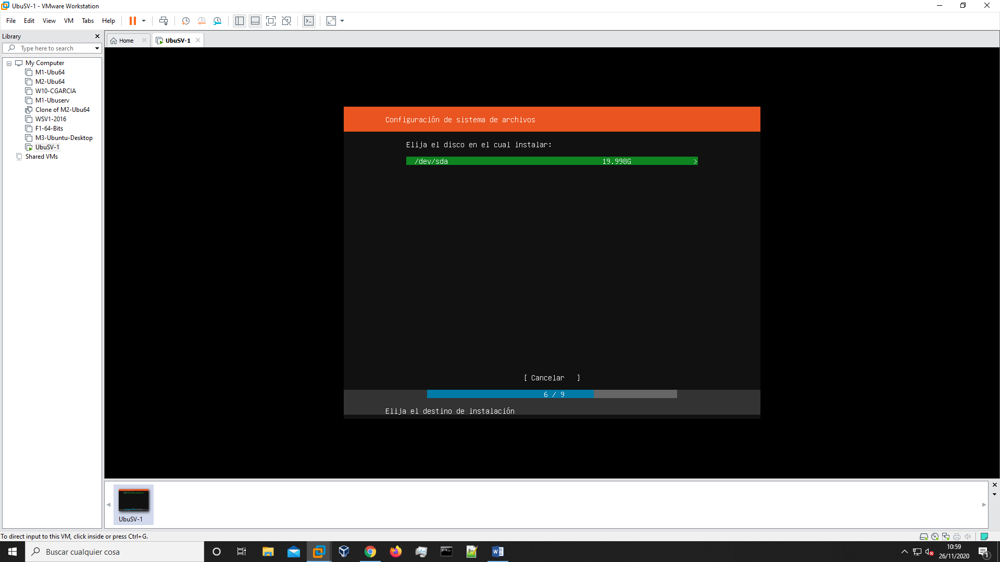 UbuSV-1 - VMware Workstation
File Edit View VM Tabs Help
Library
Type here to search
My Computer
M1-Ubu64
M2-Ubu64
W10-CGARCIA
M1-Ubuserv
Clone of M2-Ubu64
WSV1-2016
F1-64-Bits
M3-Ubuntu-Desktop
UbuSV-1
Shared VMs
Home UbuSV-1
Configuración de sistema de archivos
Elija el disco en el cual instalar:
/dev/sda 19.998G >
[ Cancelar ]
6 / 9
Elija el destino de instalación
UbuSV-1
To direct input to this VM, click inside or press Ctrl+G.
Buscar cualquier cosa
10:59
26/11/2020
1